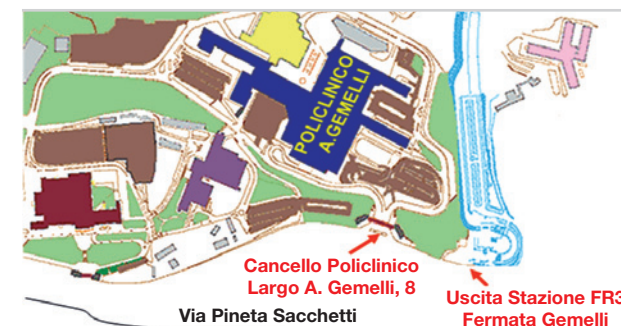 POLICLINICO
A.GEMELLI
Cancello Policlinico
Largo A. Gemelli, 8
Uscita Stazione FR3
Fermata Gemelli
Via Pineta Sacchetti